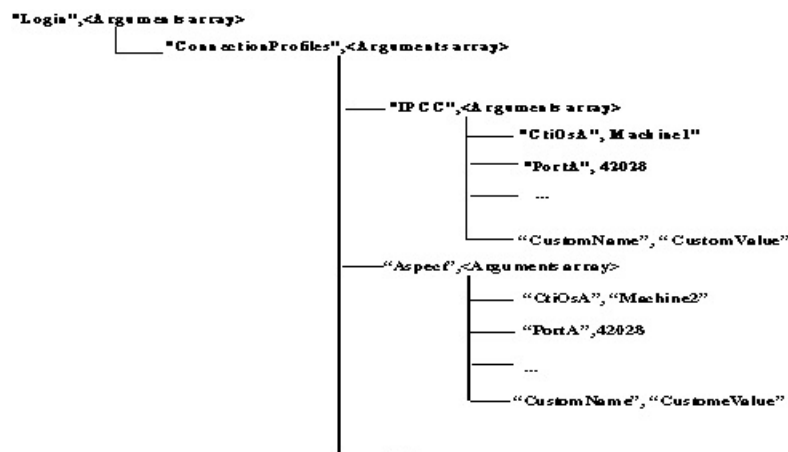 "Login",<Arguments array>
"ConnectionProfiles",<Arguments array>
"IPCC",<Arguments array>
"CtiOsA", Machine1"
"PortA", 42028
...
“CustomName”, “CustomValue”
“Aspect”,<Arguments array>
“CtiOsA”, “Machine2”
“PortA”,42028
...
“CustomName”, “CustomeValue”